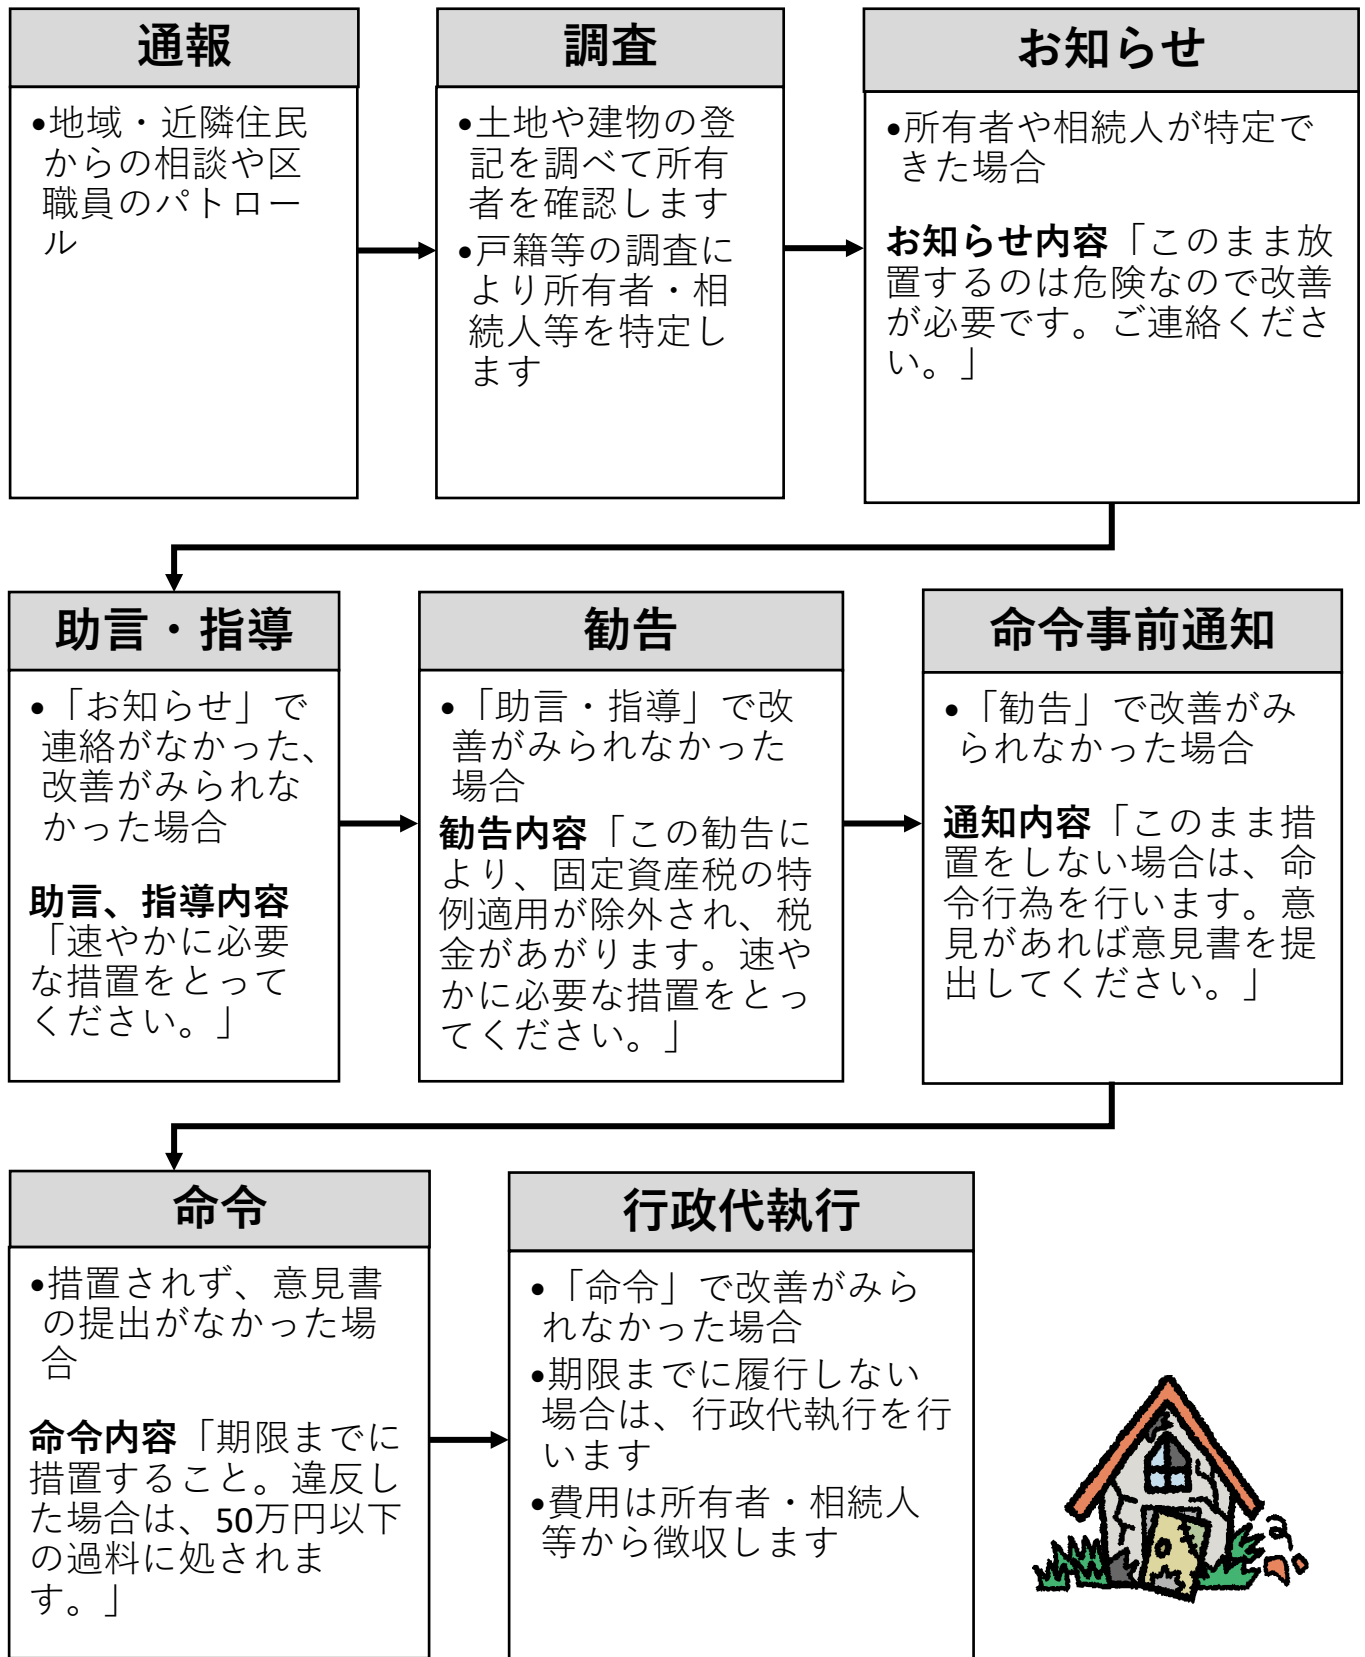 通報
•地域・近隣住民
からの相談や区
職員のパトロー
ル
調査
•土地や建物の登
記を調べて所有
者を確認します
•戸籍等の調査に
より所有者・相
続人等を特定し
ます
お知らせ
•所有者や相続人が特定で
きた場合
お知らせ内容「このまま放
置するのは危険なので改善
が必要です。ご連絡くださ
い。」
助言・指導
•「お知らせ」で
連絡がなかった、
改善がみられな
かった場合
助言、指導内容
「速やかに必要
な措置をとって
ください。」
勧告
•「助言・指導」で改
善がみられなかった
場合
勧告内容「この勧告に
より、固定資産税の特
例適用が除外され、税
金があがります。速や
かに必要な措置をとっ
てください。」
命令事前通知
•「勧告」で改善がみ
られなかった場合
通知内容「このまま措
置をしない場合は、命
令行為を行います。意
見があれば意見書を提
出してください。」
命令
•措置されず、意見書
の提出がなかった場
合
命令内容「期限までに
措置すること。違反し
た場合は、50万円以下
の過料に処されま
す。」
行政代執行
•「命令」で改善がみら
れなかった場合
•期限までに履行しない
場合は、行政代執行を行
います
•費用は所有者・相続人
等から徴収します